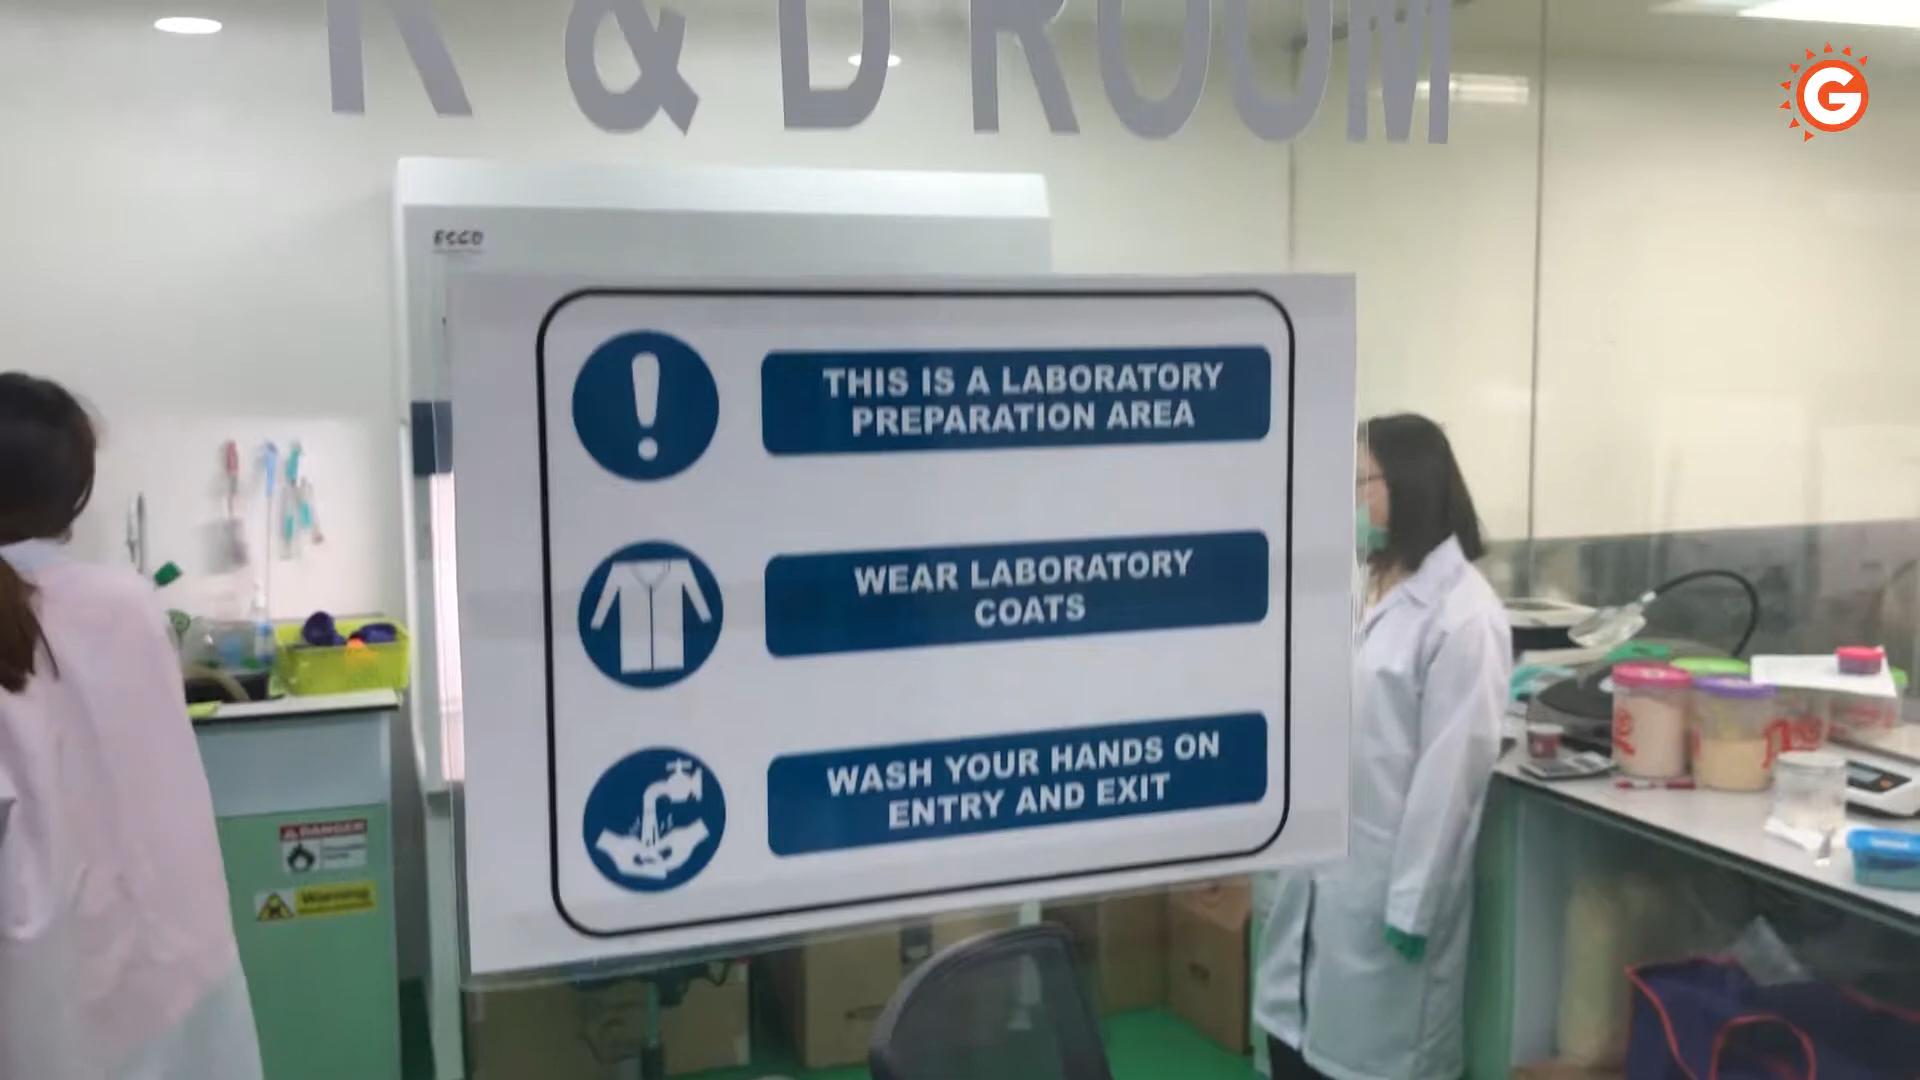 R & D ROOM
ESCO
THIS IS A LABORATORY
PREPARATION AREA
WEAR LABORATORY
COATS
WASH YOUR HANDS ON
ENTRY AND EXIT
DANGER
Warning
G